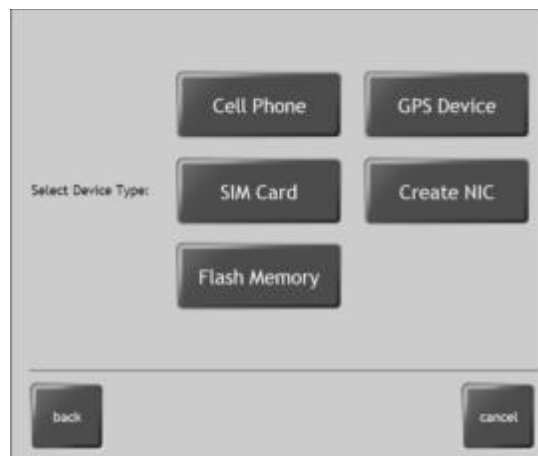 Cell Phone
GPS Device
Select Device Type:
SIM Card
Create NIC
Flash Memory
back
cancel